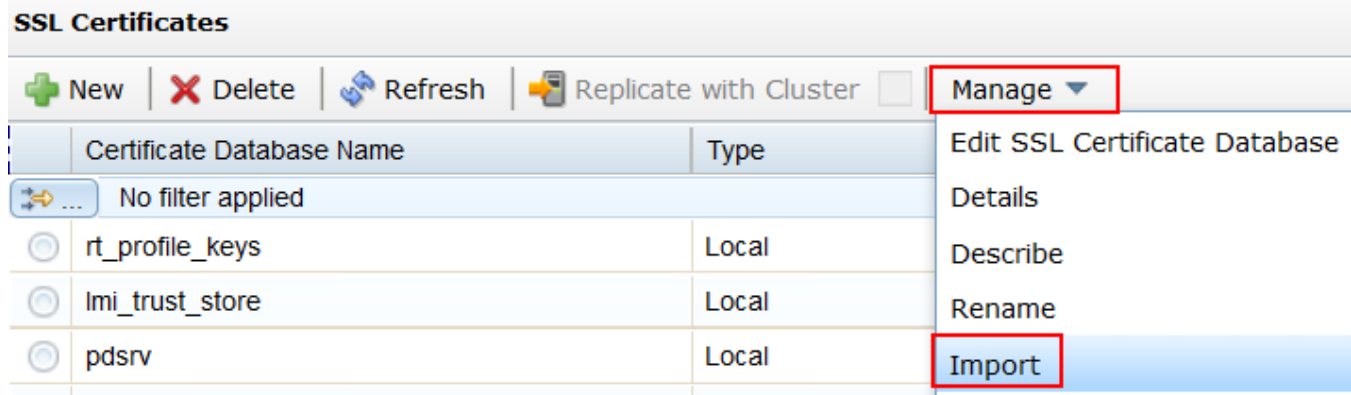 SSL Certificates
New Delete Refresh Replicate with Cluster Manage
Certificate Database Name Type Edit SSL Certificate Database
... No filter applied Details
rt_profile_keys Local Describe
lmi_trust_store Local Rename
pdsrv Local Import